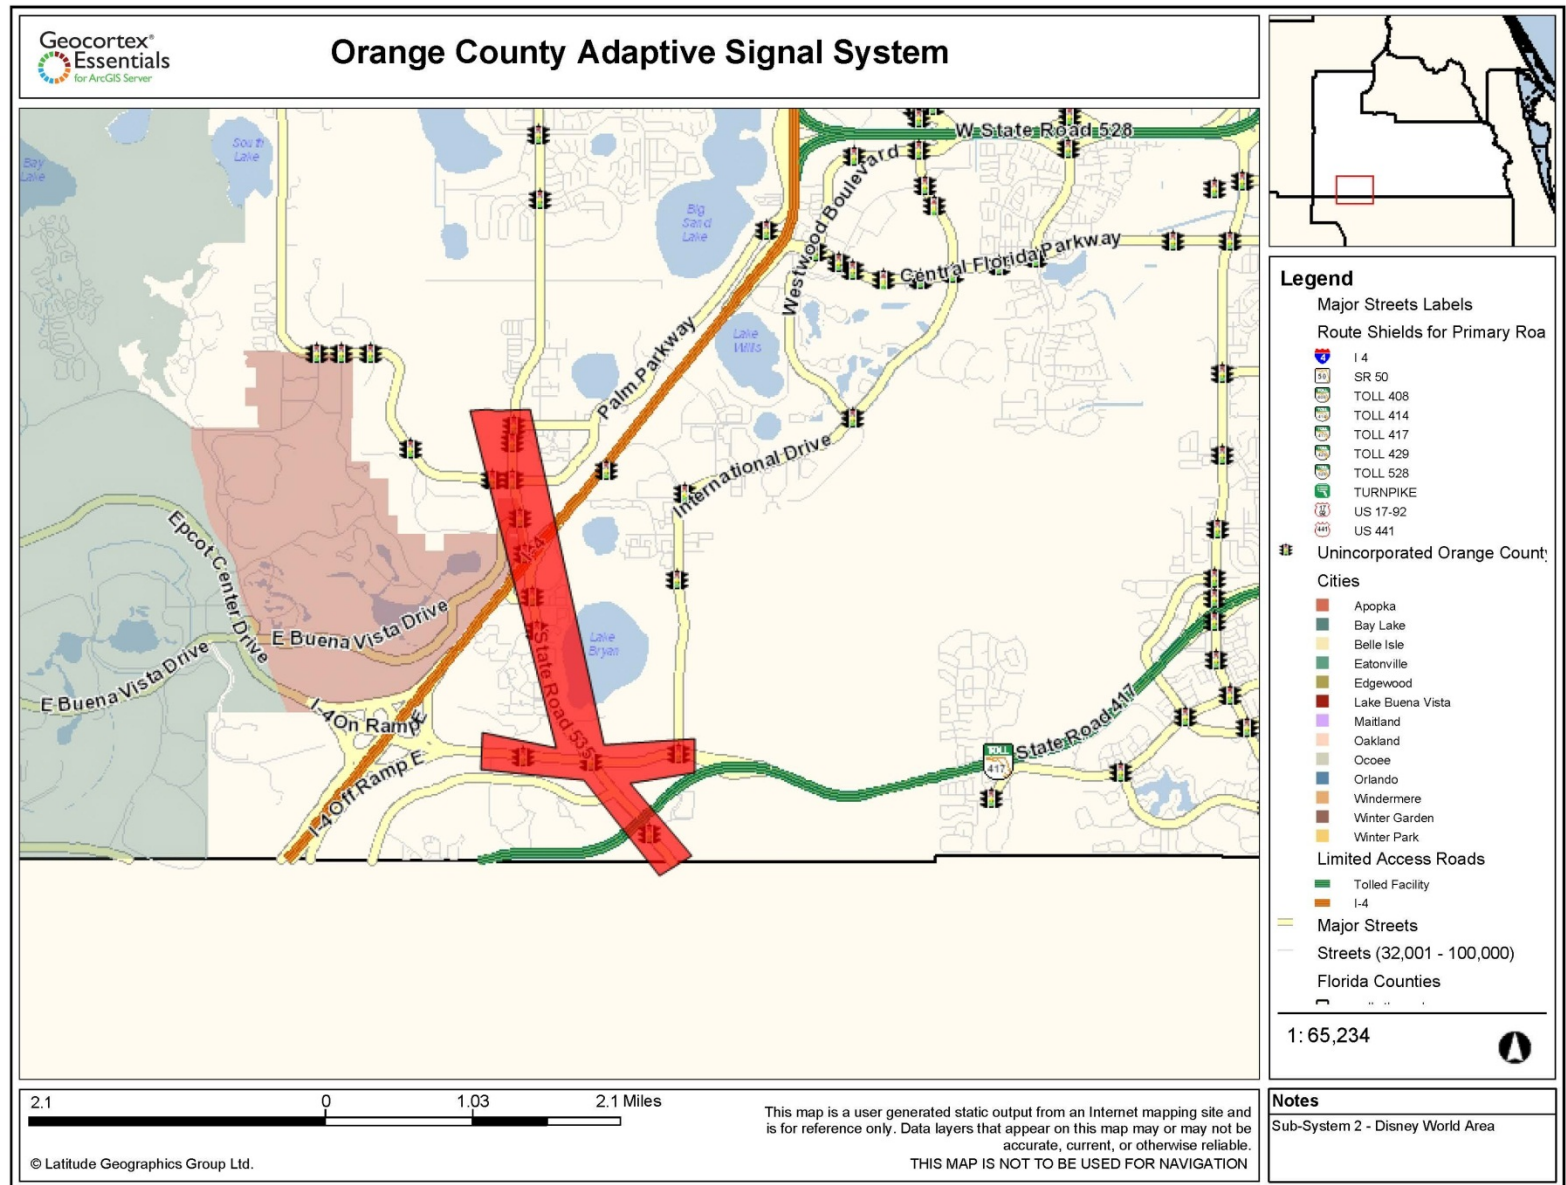 Geocortex®
Essentials
for ArcGIS Server
Orange County Adaptive Signal System
W State Road 528
South
Lake
Bay
Lake
Big
Sand
Lake
Westwood Boulevard
Central Florida Parkway
Palm Parkway
Lake
Willis
International Drive
Epcot Center Drive
I-4
E Buena Vista Drive
Lake
Bryan
State Road 535
E Buena Vista Drive
I-4 On Ramp E
State Road 417
TOLL
417
I-4 Off Ramp E
Legend
Major Streets Labels
Route Shields for Primary Roa
4
I 4
50
SR 50
TOLL 408
TOLL 414
TOLL 417
TOLL 429
TOLL 528
TURNPIKE
US 17-92
441
US 441
Unincorporated Orange County
Cities
Apopka
Bay Lake
Belle Isle
Eatonville
Edgewood
Lake Buena Vista
Maitland
Oakland
Ocoee
Orlando
Windermere
Winter Garden
Winter Park
Limited Access Roads
Tolled Facility
I-4
Major Streets
Streets (32,001 - 100,000)
Florida Counties
1: 65,234
2.1 0 1.03 2.1 Miles
© Latitude Geographics Group Ltd.
This map is a user generated static output from an Internet mapping site and
is for reference only. Data layers that appear on this map may or may not be
accurate, current, or otherwise reliable.
THIS MAP IS NOT TO BE USED FOR NAVIGATION
Notes
Sub-System 2 - Disney World Area